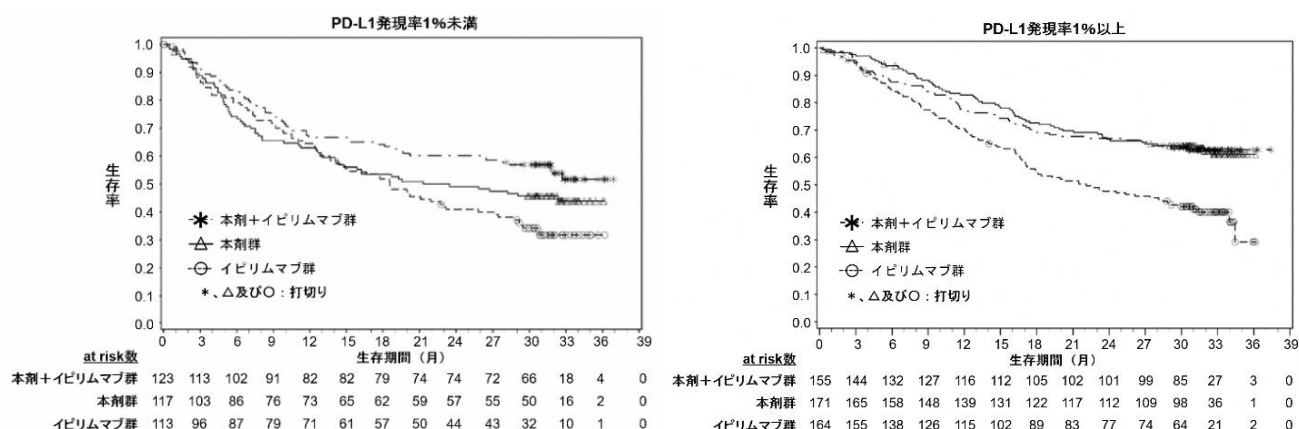 PD-L1発現率1%未満
1.0
0.9
0.8
0.7
0.6
0.5
0.4
0.3
0.2
0.1
0.0
生存率
本剤+イピリムマブ群
本剤群
イピリムマブ群
*、△及び○:打切り
0 3 6 9 12 15 18 21 24 27 30 33 36 39
生存期間(月)
at risk数
本剤+イピリムマブ群 123 113 102 91 82 82 79 74 74 72 66 18 4 0
本剤群 117 103 86 76 73 65 62 59 57 55 50 16 2 0
イピリムマブ群 113 96 87 79 71 61 57 50 44 43 32 10 1 0
PD-L1発現率1%以上
1.0
0.9
0.8
0.7
0.6
0.5
0.4
0.3
0.2
0.1
0.0
生存率
本剤+イピリムマブ群
本剤群
イピリムマブ群
*、△及び○:打切り
0 3 6 9 12 15 18 21 24 27 30 33 36 39
生存期間(月)
at risk数
本剤+イピリムマブ群 155 144 132 127 116 112 105 102 101 99 85 27 3 0
本剤群 171 165 158 148 139 131 122 117 112 109 98 36 1 0
イピリムマブ群 164 155 138 126 115 102 89 83 77 74 64 21 2 0